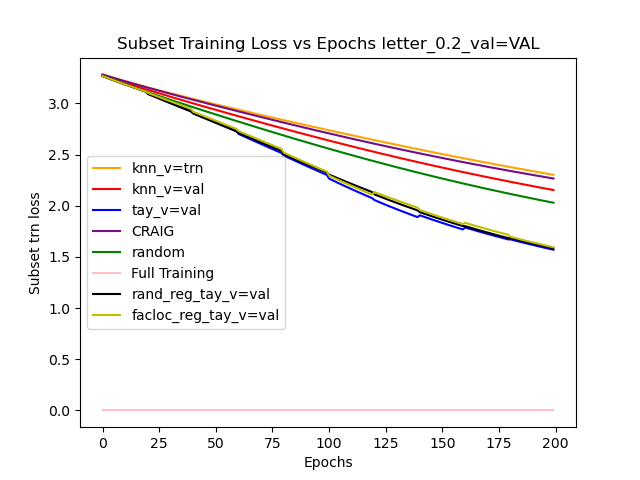 Subset Training Loss vs Epochs letter_0.2_val=VAL
Subset trn loss
3.0
2.5
2.0
1.5
1.0
0.5
0.0
knn_v=trn
knn_v=val
tay_v=val
CRAIG
random
Full Training
rand_reg_tay_v=val
facloc_reg_tay_v=val
0 25 50 75 100 125 150 175 200
Epochs